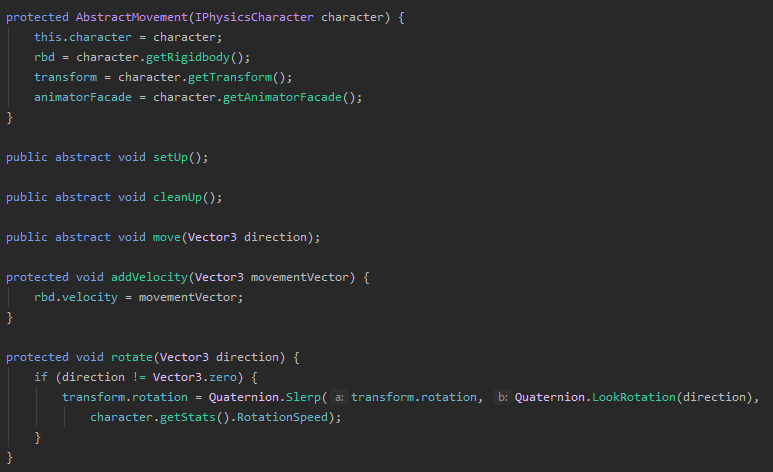 protected AbstractMovement(IPhysicsCharacter character) {
this.character = character;
rbd = character.getRigidbody();
transform = character.getTransform();
animatorFacade = character.getAnimatorFacade();
}
public abstract void setUp();
public abstract void cleanUp();
public abstract void move(Vector3 direction);
protected void addVelocity(Vector3 movementVector) {
rbd.velocity = movementVector;
}
protected void rotate(Vector3 direction) {
if (direction != Vector3.zero) {
transform.rotation = Quaternion.Slerp( a: transform.rotation, b: Quaternion.LookRotation(direction),
character.getStats().RotationSpeed);
}
}